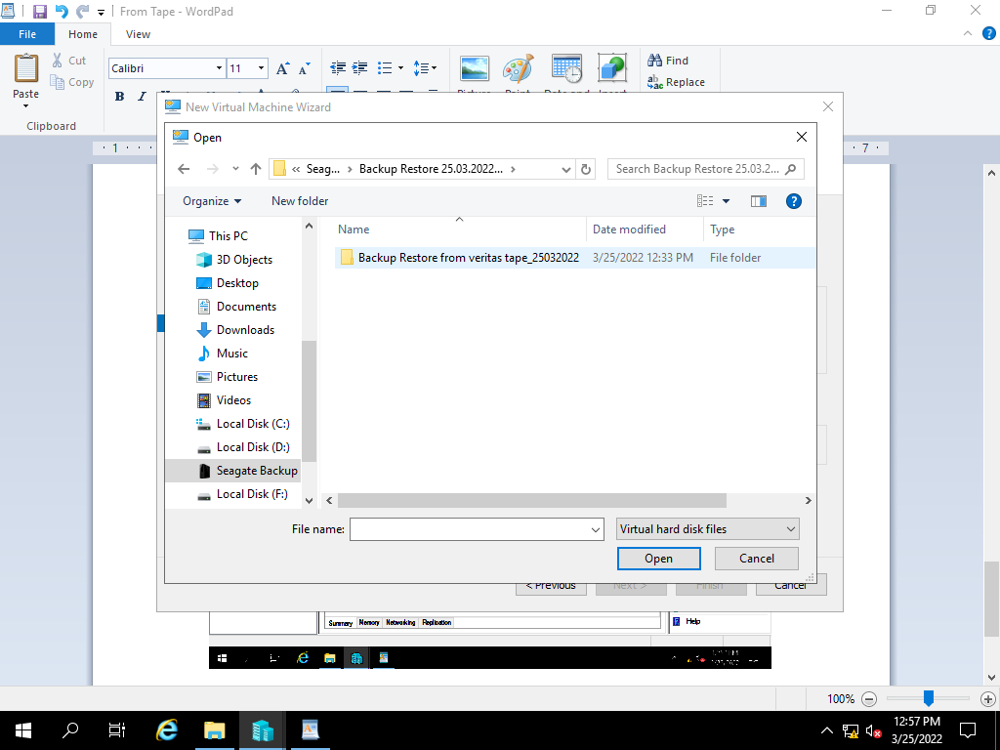 From Tape - WordPad
File
Home
View
Paste
Cut
Copy
Clipboard
Calibri
11
B
I
Find
Replace
New Virtual Machine Wizard
1
7
Open
« Seag... > Backup Restore 25.03.2022... >
Search Backup Restore 25.03.2...
Organize
New folder
This PC
3D Objects
Desktop
Documents
Downloads
Music
Pictures
Videos
Local Disk (C:)
Local Disk (D:)
Seagate Backup
Local Disk (F:)
Name
Date modified
Type
Backup Restore from veritas tape_25032022
3/25/2022 12:33 PM
File folder
File name:
Virtual hard disk files
Open
Cancel
< Previous
Next >
Finish
Cancel
Summary
Memory
Networking
Replication
Help
100%
12:57 PM
3/25/2022